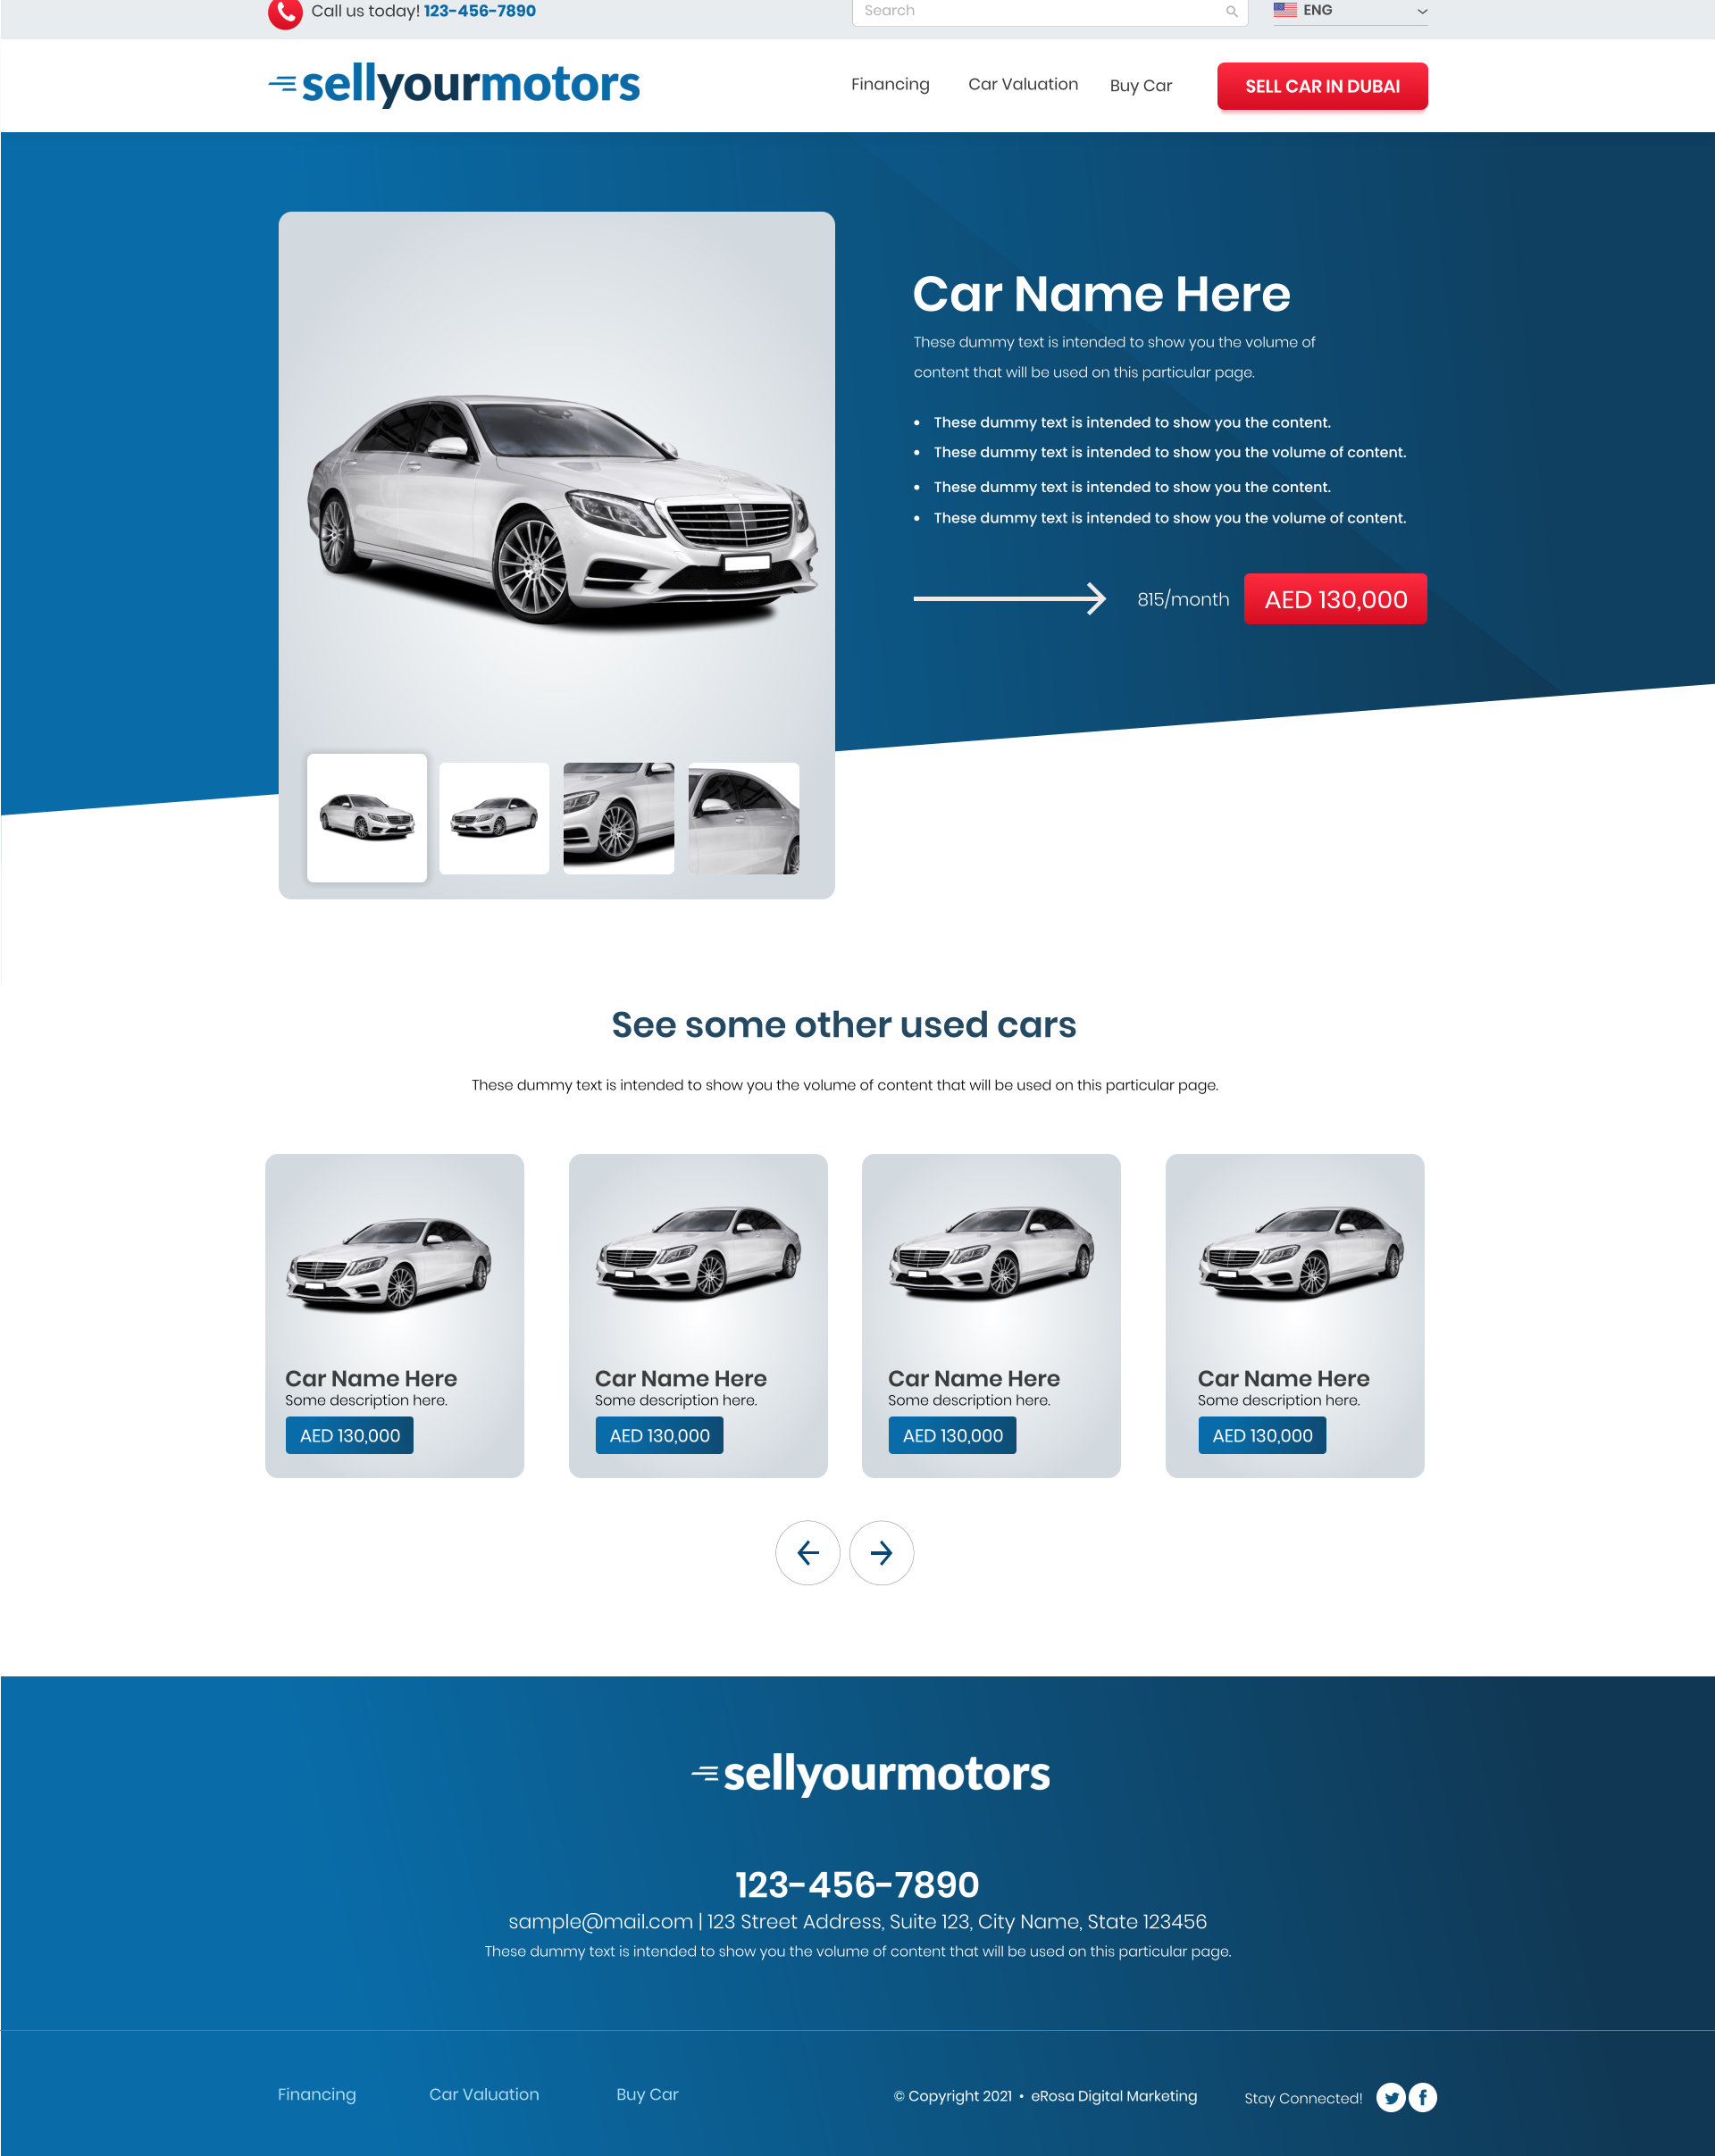 Call us today! 123-456-7890
Search
ENG
sellyourmotors
Financing
Car Valuation
Buy Car
SELL CAR IN DUBAI
Car Name Here
These dummy text is intended to show you the volume of
content that will be used on this particular page.
• These dummy text is intended to show you the content.
• These dummy text is intended to show you the volume of content.
• These dummy text is intended to show you the content.
• These dummy text is intended to show you the volume of content.
815/month
AED 130,000
See some other used cars
These dummy text is intended to show you the volume of content that will be used on this particular page.
Car Name Here
Some description here.
AED 130,000
Car Name Here
Some description here.
AED 130,000
Car Name Here
Some description here.
AED 130,000
Car Name Here
Some description here.
AED 130,000
sellyourmotors
123-456-7890
sample@mail.com | 123 Street Address, Suite 123, City Name, State 123456
These dummy text is intended to show you the volume of content that will be used on this particular page.
Financing
Car Valuation
Buy Car
© Copyright 2021 • eRosa Digital Marketing
Stay Connected!